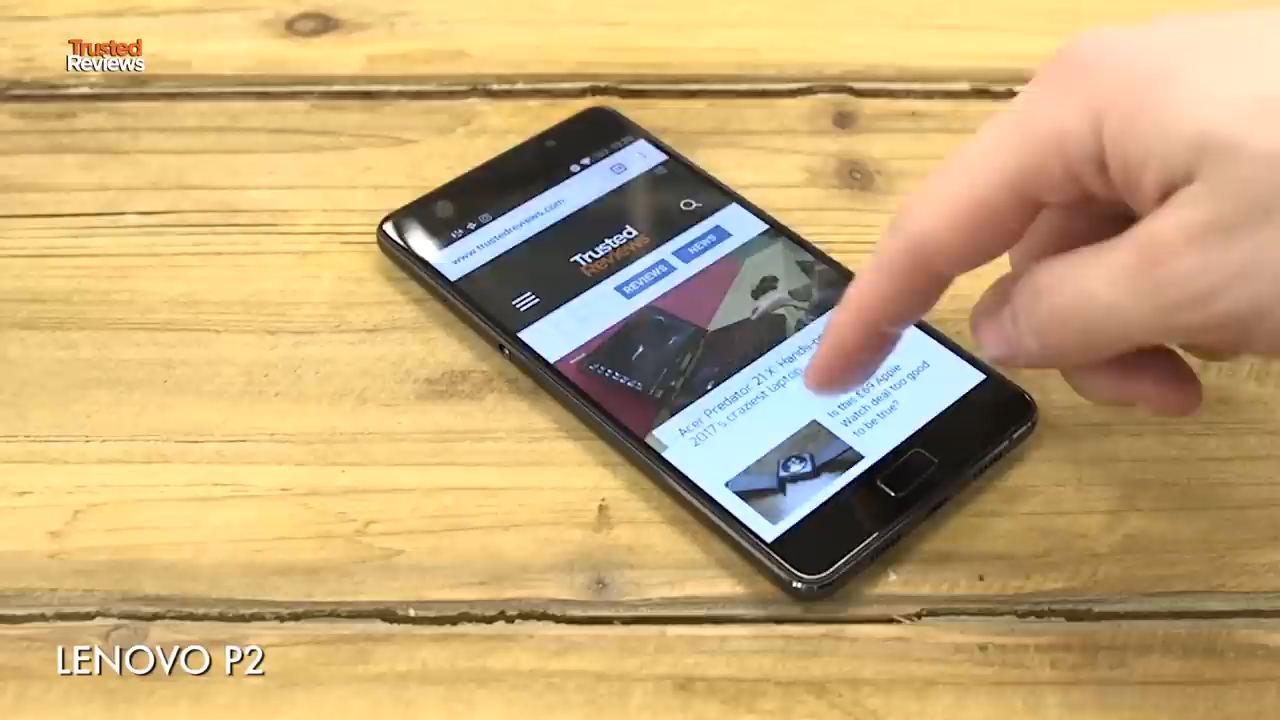 Trusted
Reviews
www.trustedreviews.com
Trusted
Reviews
REVIEWS
NEWS
Acer Predator 21 X Hands-on
2017's craziest laptop
Is this £69 Apple
Watch deal too good
to be true?
LENOVO P2